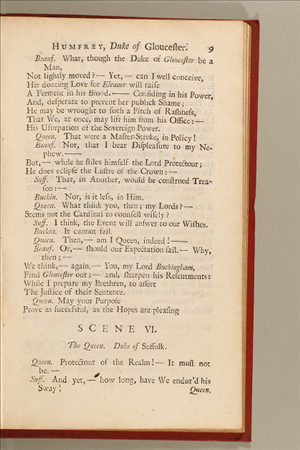 HUMFREY, Duke of Gloucester. 9
Beauf. What, though the Duke of Gloucester be a
Man,
Not lightly moved?— Yet, — can I well conceive,
His doating Love for Eleanor will raise
A Ferment in his Blood. —— Confiding in his Power,
And, desperate to prevent her publick Shame;
He may be wrought to such a Pitch of Rashness,
That We, at once, may lift him from his Office; —
His Usurpation of the Sovereign Power.
Queen. That were a Master-Stroke, in Policy!
Beauf. Not, that I bear Displeasure to my Ne-
phew. ——
But, — while he stiles himself the Lord Protectour;
He does eclipse the Lustre of the Crown: —
Suff. That, in Another, would be construed Trea-
son: —
Buckin. Nor, is it less, in Him.
Queen. What think you, then; my Lords? —
Seems not the Cardinal to counsell wisely?
Suff. I think, the Event will answer to our Wishes.
Buckin. It cannot fail.
Queen. Then, — am I Queen, indeed! ——
Beauf. Or, — should our Expectation fail. — Why,
then; —
We think, — again. — You, my Lord Buckingham,
Find Gloucester out; — and, sharpen his Resentments:
While I prepare my Brethren, to assert
The Justice of their Sentence.
Queen. May your Purpose
Prove as successful, as the Hopes are pleasing
SCENE VI.
The Queen. Duke of Suffolk.
Queen. Protectour of the Realm!— It must not
be. —
Suff. And yet, — how long, have We endur'd his
Sway!
Queen.